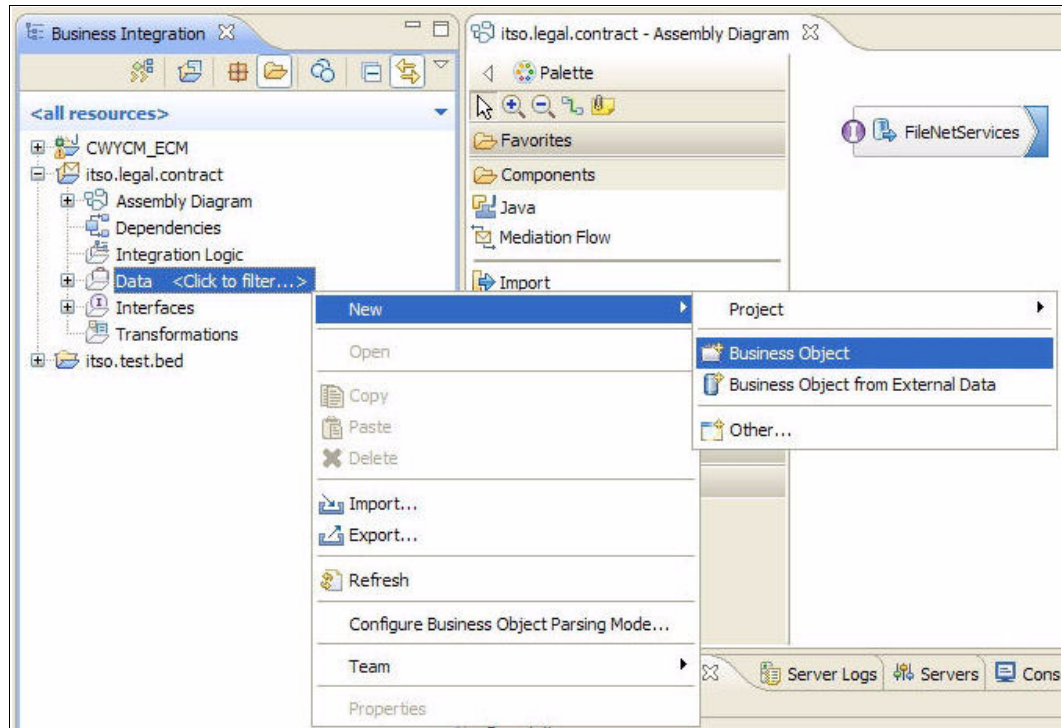 Business Integration
<all resources>
CWYCM_ECM
itso.legal.contract
Assembly Diagram
Dependencies
Integration Logic
Data <Click to filter...>
Interfaces
Transformations
itso.test.bed
itso.legal.contract - Assembly Diagram
Palette
Favorites
Components
Java
Mediation Flow
Import
FileNetServices
New
Open
Copy
Paste
Delete
Import...
Export...
Refresh
Configure Business Object Parsing Mode...
Team
Properties
Project
Business Object
Business Object from External Data
Other...
Server Logs
Servers
Cons